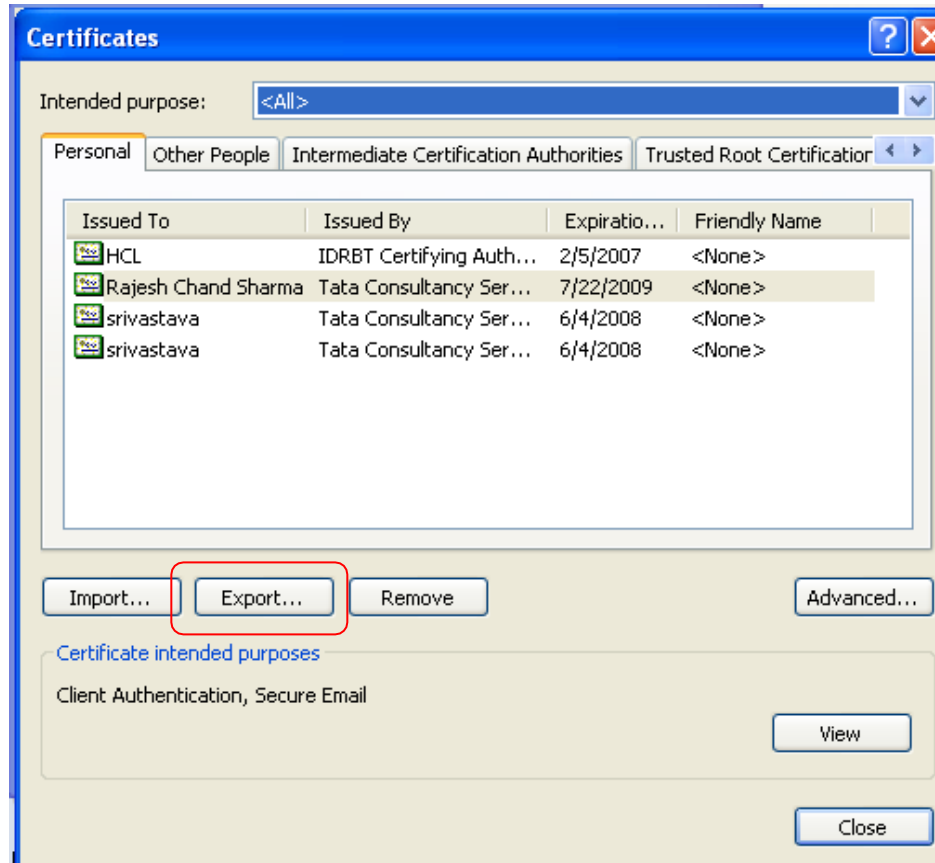 Certificates
Intended purpose: <All>
Personal Other People Intermediate Certification Authorities Trusted Root Certification
Issued To Issued By Expiratio... Friendly Name
HCL IDRBT Certifying Auth... 2/5/2007 <None>
Rajesh Chand Sharma Tata Consultancy Ser... 7/22/2009 <None>
srivastava Tata Consultancy Ser... 6/4/2008 <None>
srivastava Tata Consultancy Ser... 6/4/2008 <None>
Import... Export... Remove Advanced...
Certificate intended purposes
Client Authentication, Secure Email
View
Close